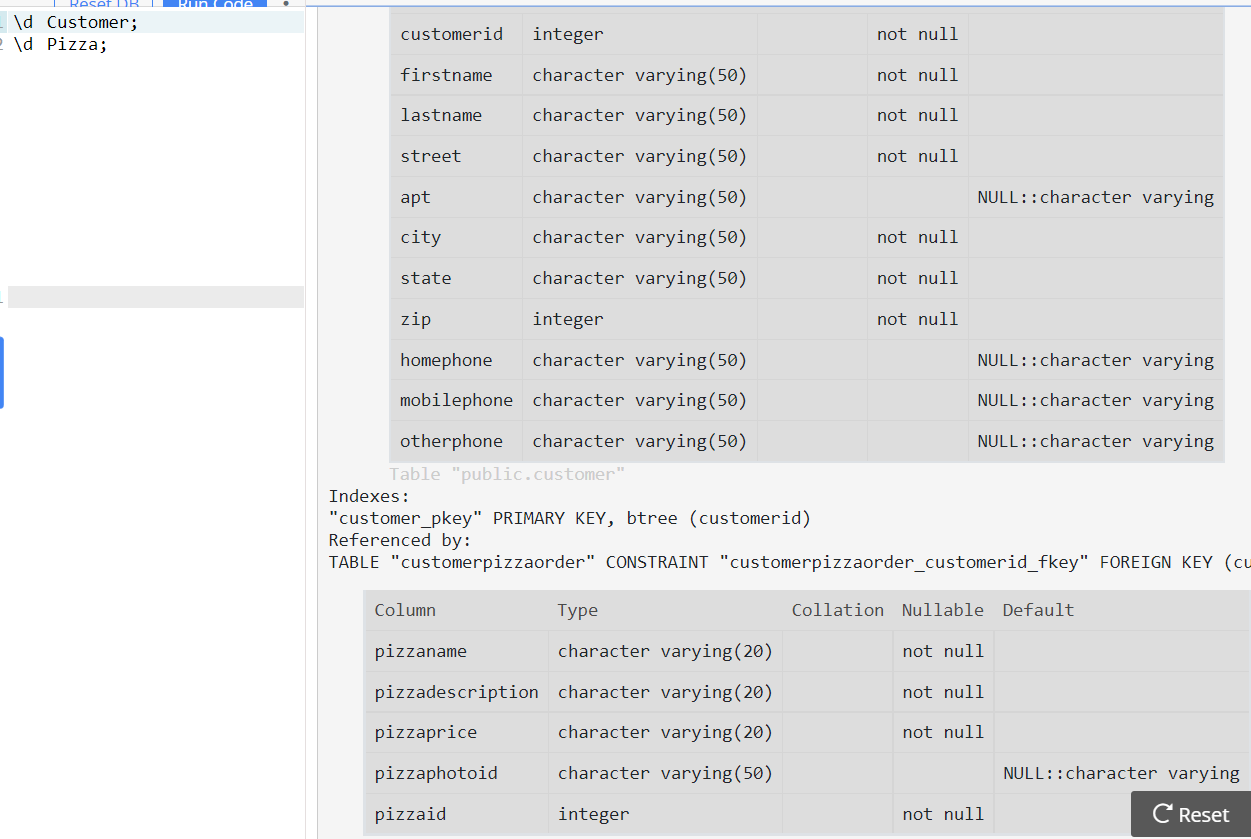 Reset DB Run Code
1 \d Customer;
2 \d Pizza;
customerid integer not null
firstname character varying(50) not null
lastname character varying(50) not null
street character varying(50) not null
apt character varying(50) NULL::character varying
city character varying(50) not null
state character varying(50) not null
zip integer not null
homephone character varying(50) NULL::character varying
mobilephone character varying(50) NULL::character varying
otherphone character varying(50) NULL::character varying
Table "public.customer"
Indexes:
"customer_pkey" PRIMARY KEY, btree (customerid)
Referenced by:
TABLE "customerpizzaorder" CONSTRAINT "customerpizzaorder_customerid_fkey" FOREIGN KEY (cu
Column Type Collation Nullable Default
pizzaname character varying(20) not null
pizzadescription character varying(20) not null
pizzaprice character varying(20) not null
pizzaphotoid character varying(50) NULL::character varying
pizzaid integer not null
Reset